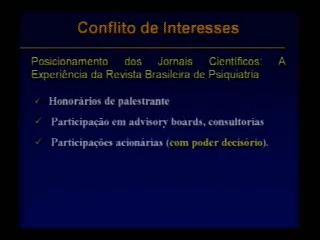 Conflito de Interesses
Posicionamento dos Jornais Científicos: A
Experiência da Revista Brasileira de Psiquiatria
✓ Honorários de palestrante
✓ Participação em advisory boards, consultorias
✓ Participações acionárias (com poder decisório).